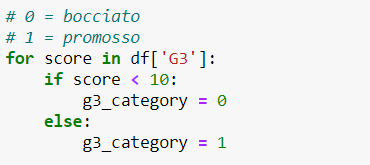 # 0 = bocciato
# 1 = promosso
for score in df['G3']:
    if score < 10:
        g3_category = 0
    else:
        g3_category = 1